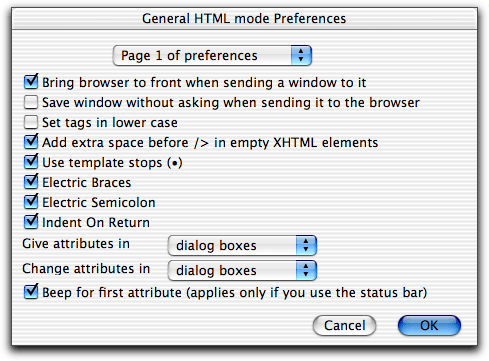 General HTML mode Preferences
Page 1 of preferences
Bring browser to front when sending a window to it
Save window without asking when sending it to the browser
Set tags in lower case
Add extra space before /> in empty XHTML elements
Use template stops (•)
Electric Braces
Electric Semicolon
Indent On Return
Give attributes in dialog boxes
Change attributes in dialog boxes
Beep for first attribute (applies only if you use the status bar)
Cancel OK